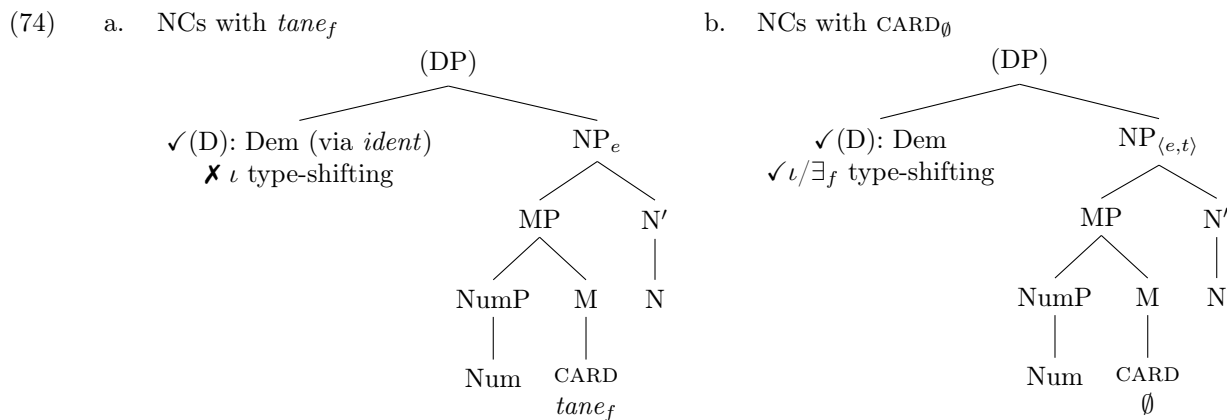 (74) a. NCs with tane_f b. NCs with CARD_∅
(DP) (DP)
✓(D): Dem (via ident) NP_e ✓(D): Dem NP_⟨e,t⟩
✗ ι type-shifting ✓ι/∃_f type-shifting
MP N′ MP N′
NumP M N NumP M N
Num CARD Num CARD
tane_f ∅